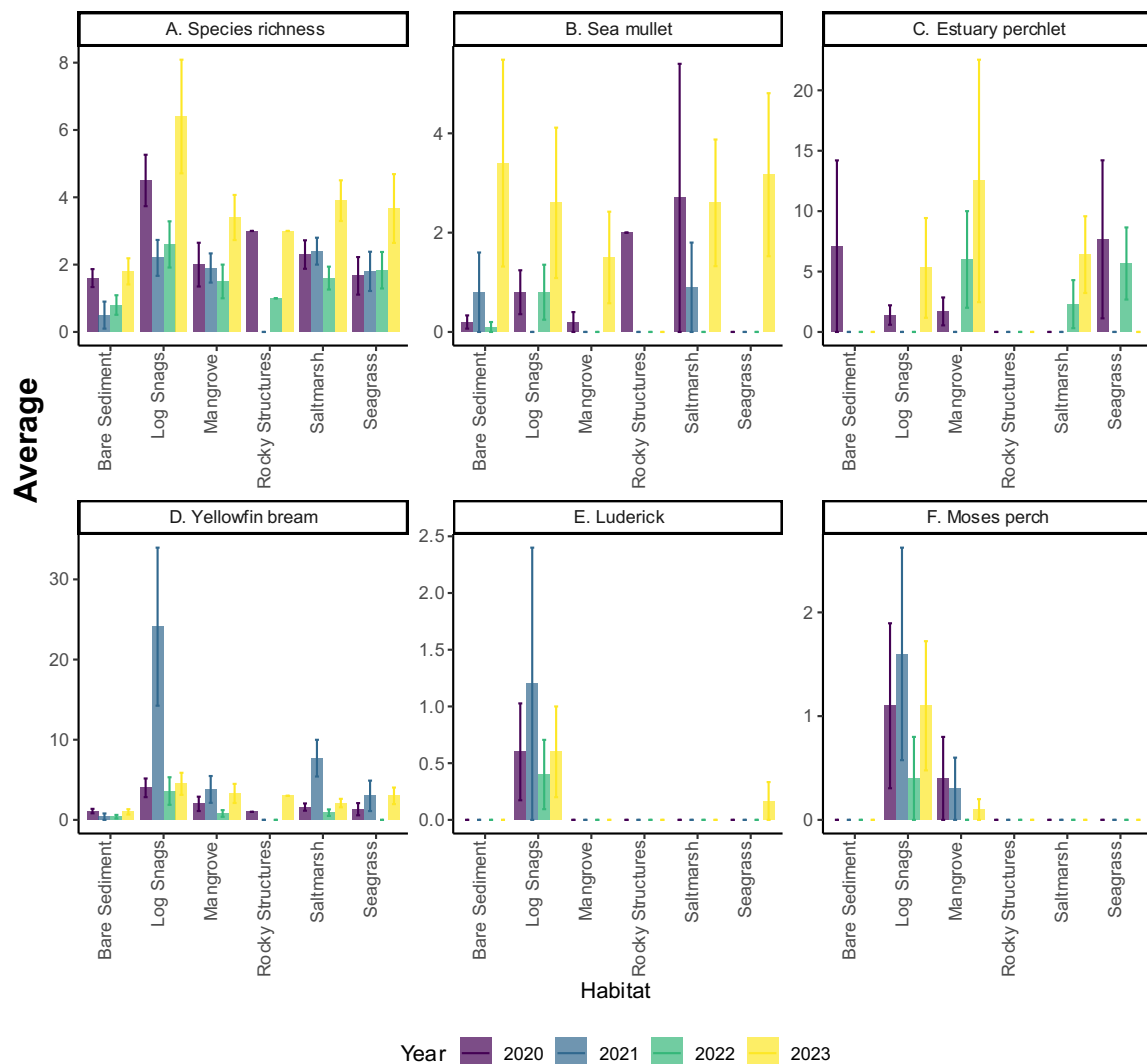 A. Species richness
B. Sea mullet
C. Estuary perchlet
8
6
4
2
0
4
2
0
20
15
10
5
0
Bare Sediment
Log Snags
Mangrove
Rocky Structures
Saltmarsh
Seagrass
Bare Sediment
Log Snags
Mangrove
Rocky Structures
Saltmarsh
Seagrass
Bare Sediment
Log Snags
Mangrove
Rocky Structures
Saltmarsh
Seagrass
Average
D. Yellowfin bream
E. Luderick
F. Moses perch
30
20
10
0
2.5
2.0
1.5
1.0
0.5
0.0
2
1
0
Bare Sediment
Log Snags
Mangrove
Rocky Structures
Saltmarsh
Seagrass
Bare Sediment
Log Snags
Mangrove
Rocky Structures
Saltmarsh
Seagrass
Bare Sediment
Log Snags
Mangrove
Rocky Structures
Saltmarsh
Seagrass
Habitat
Year 2020 2021 2022 2023